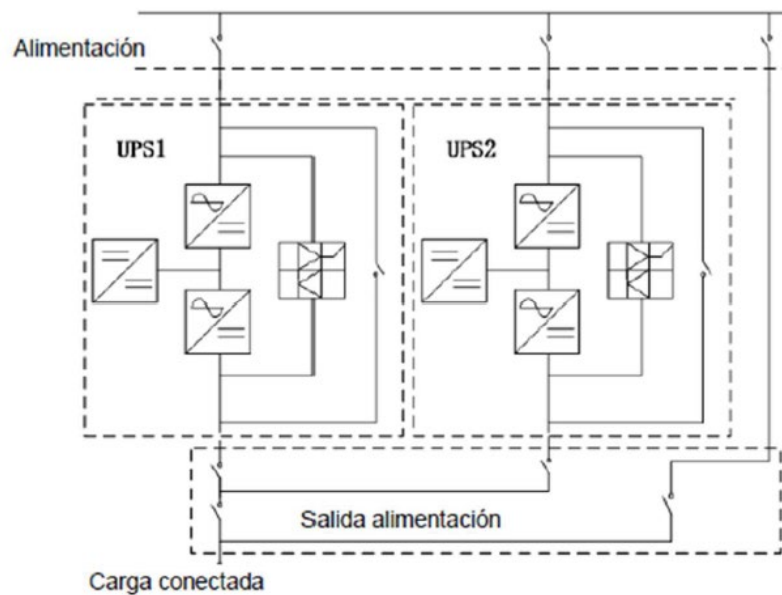 Alimentación
UPS1
UPS2
Salida alimentación
Carga conectada